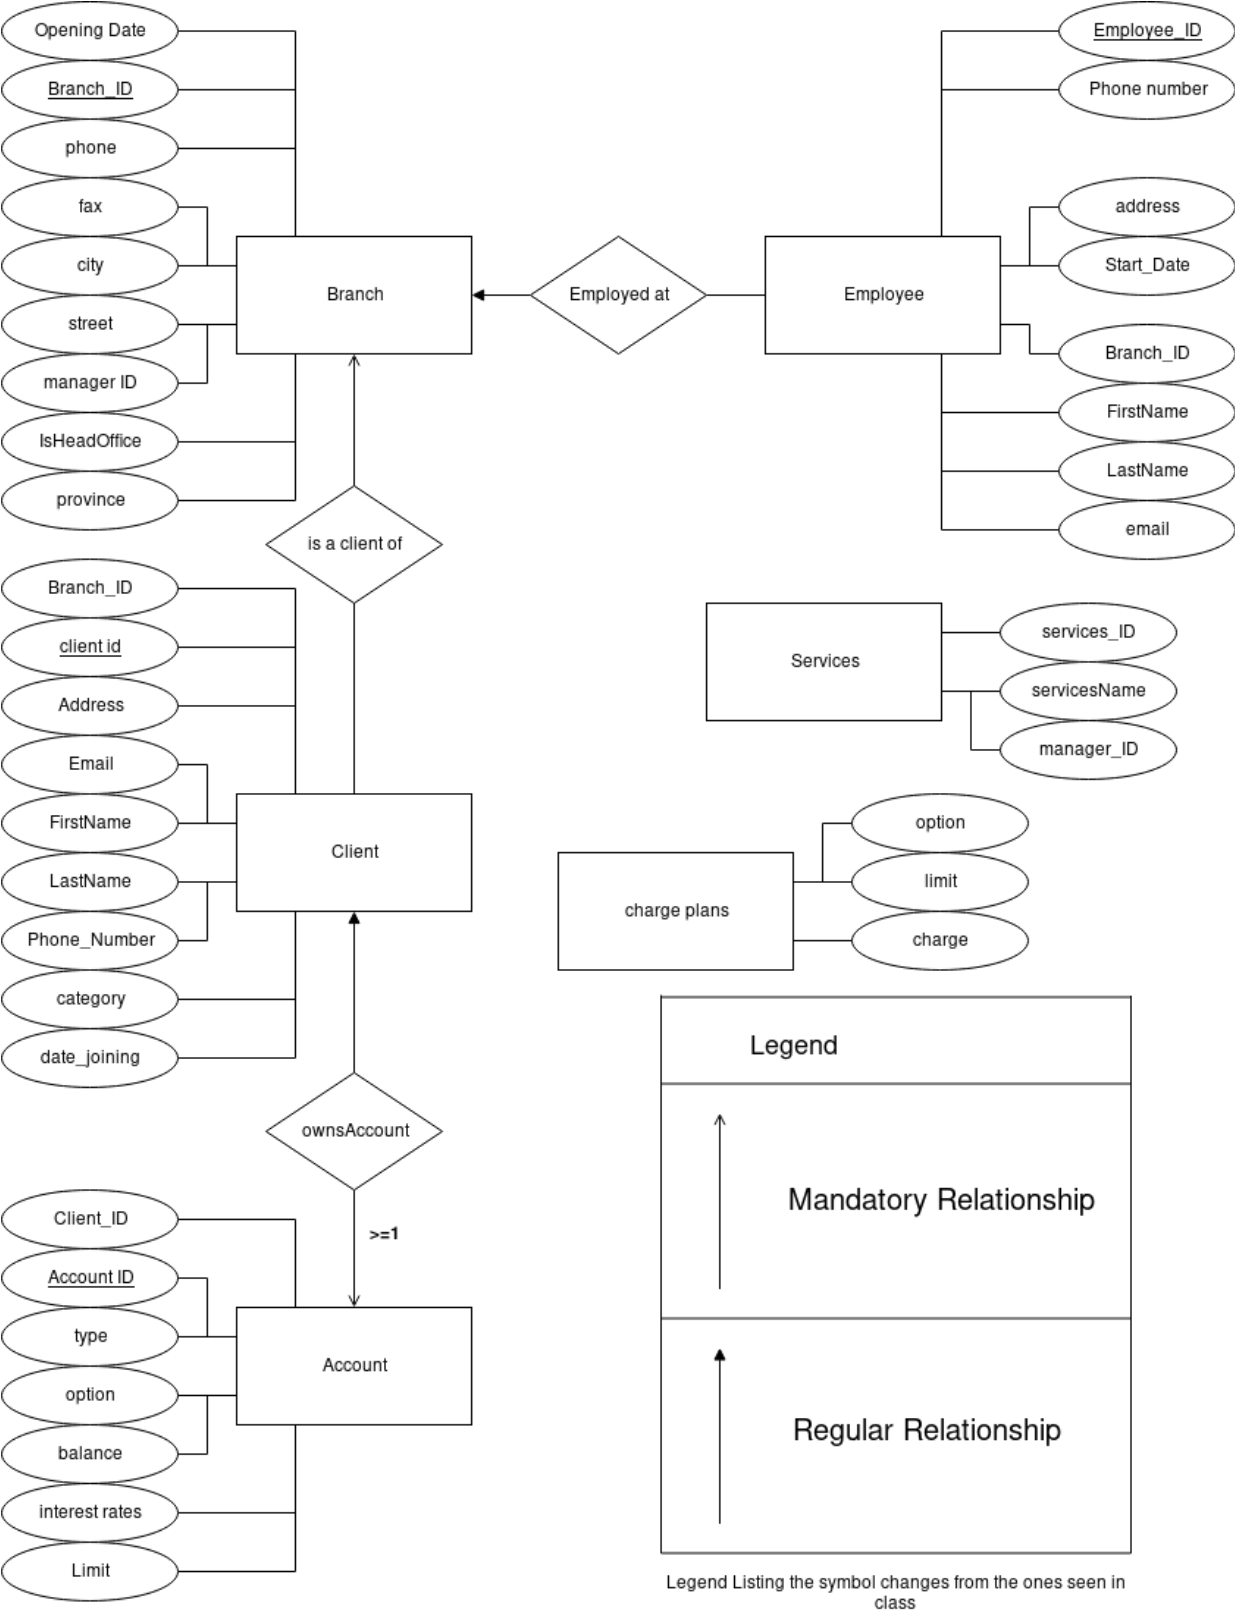 Opening Date
Branch_ID
phone
fax
city
street
manager ID
IsHeadOffice
province
Branch
Employed at
Employee
Employee_ID
Phone number
address
Start_Date
Branch_ID
FirstName
LastName
email
is a client of
Branch_ID
client id
Address
Email
FirstName
LastName
Phone_Number
category
date_joining
Client
Services
services_ID
servicesName
manager_ID
charge plans
option
limit
charge
ownsAccount
>=1
Client_ID
Account ID
type
option
balance
interest rates
Limit
Account
Legend
Mandatory Relationship
Regular Relationship
Legend Listing the symbol changes from the ones seen in
class